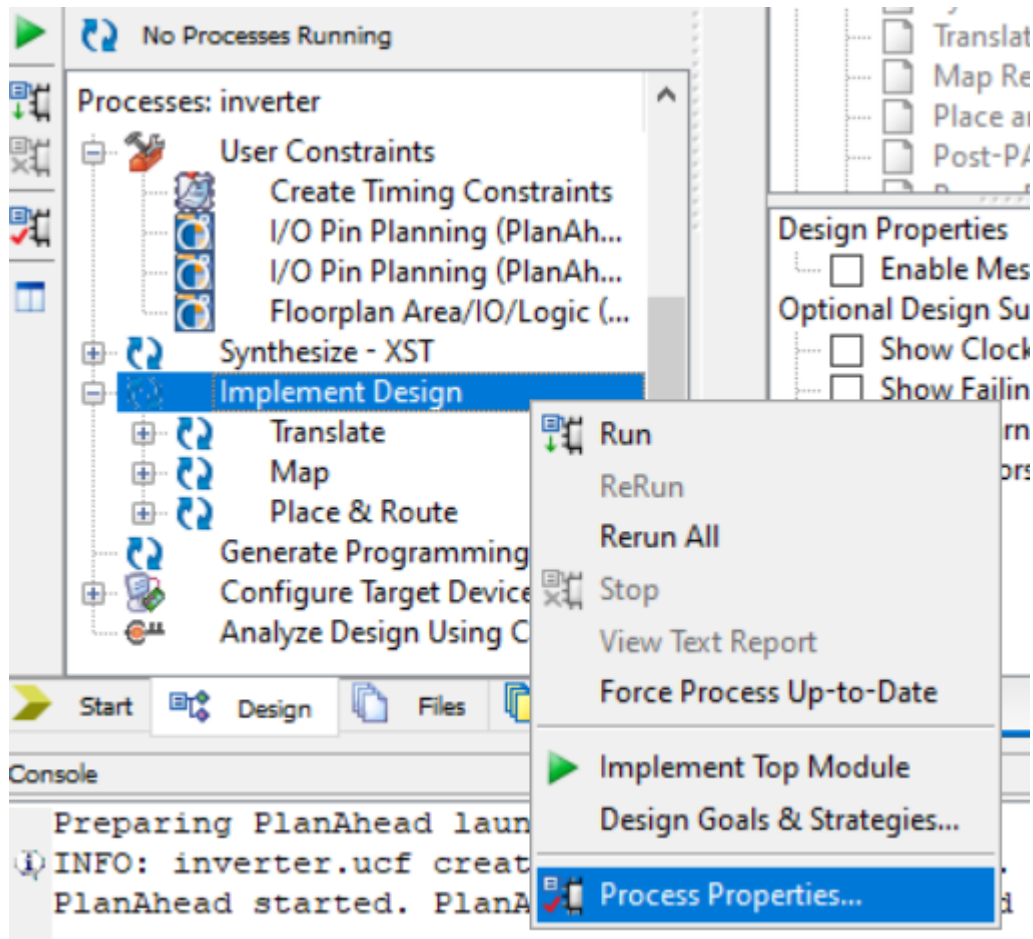 No Processes Running
Processes: inverter
User Constraints
Create Timing Constraints
I/O Pin Planning (PlanAh...
I/O Pin Planning (PlanAh...
Floorplan Area/IO/Logic (...
Synthesize - XST
Implement Design
Translate
Map
Place & Route
Generate Programming
Configure Target Device
Analyze Design Using C
Start Design Files
Console
Preparing PlanAhead laun
INFO: inverter.ucf creat
PlanAhead started. PlanA
Translat
Map Re
Place an
Post-PA
Design Properties
Enable Mes
Optional Design Su
Show Clock
Show Failin
Run
ReRun
Rerun All
Stop
View Text Report
Force Process Up-to-Date
Implement Top Module
Design Goals & Strategies...
Process Properties...